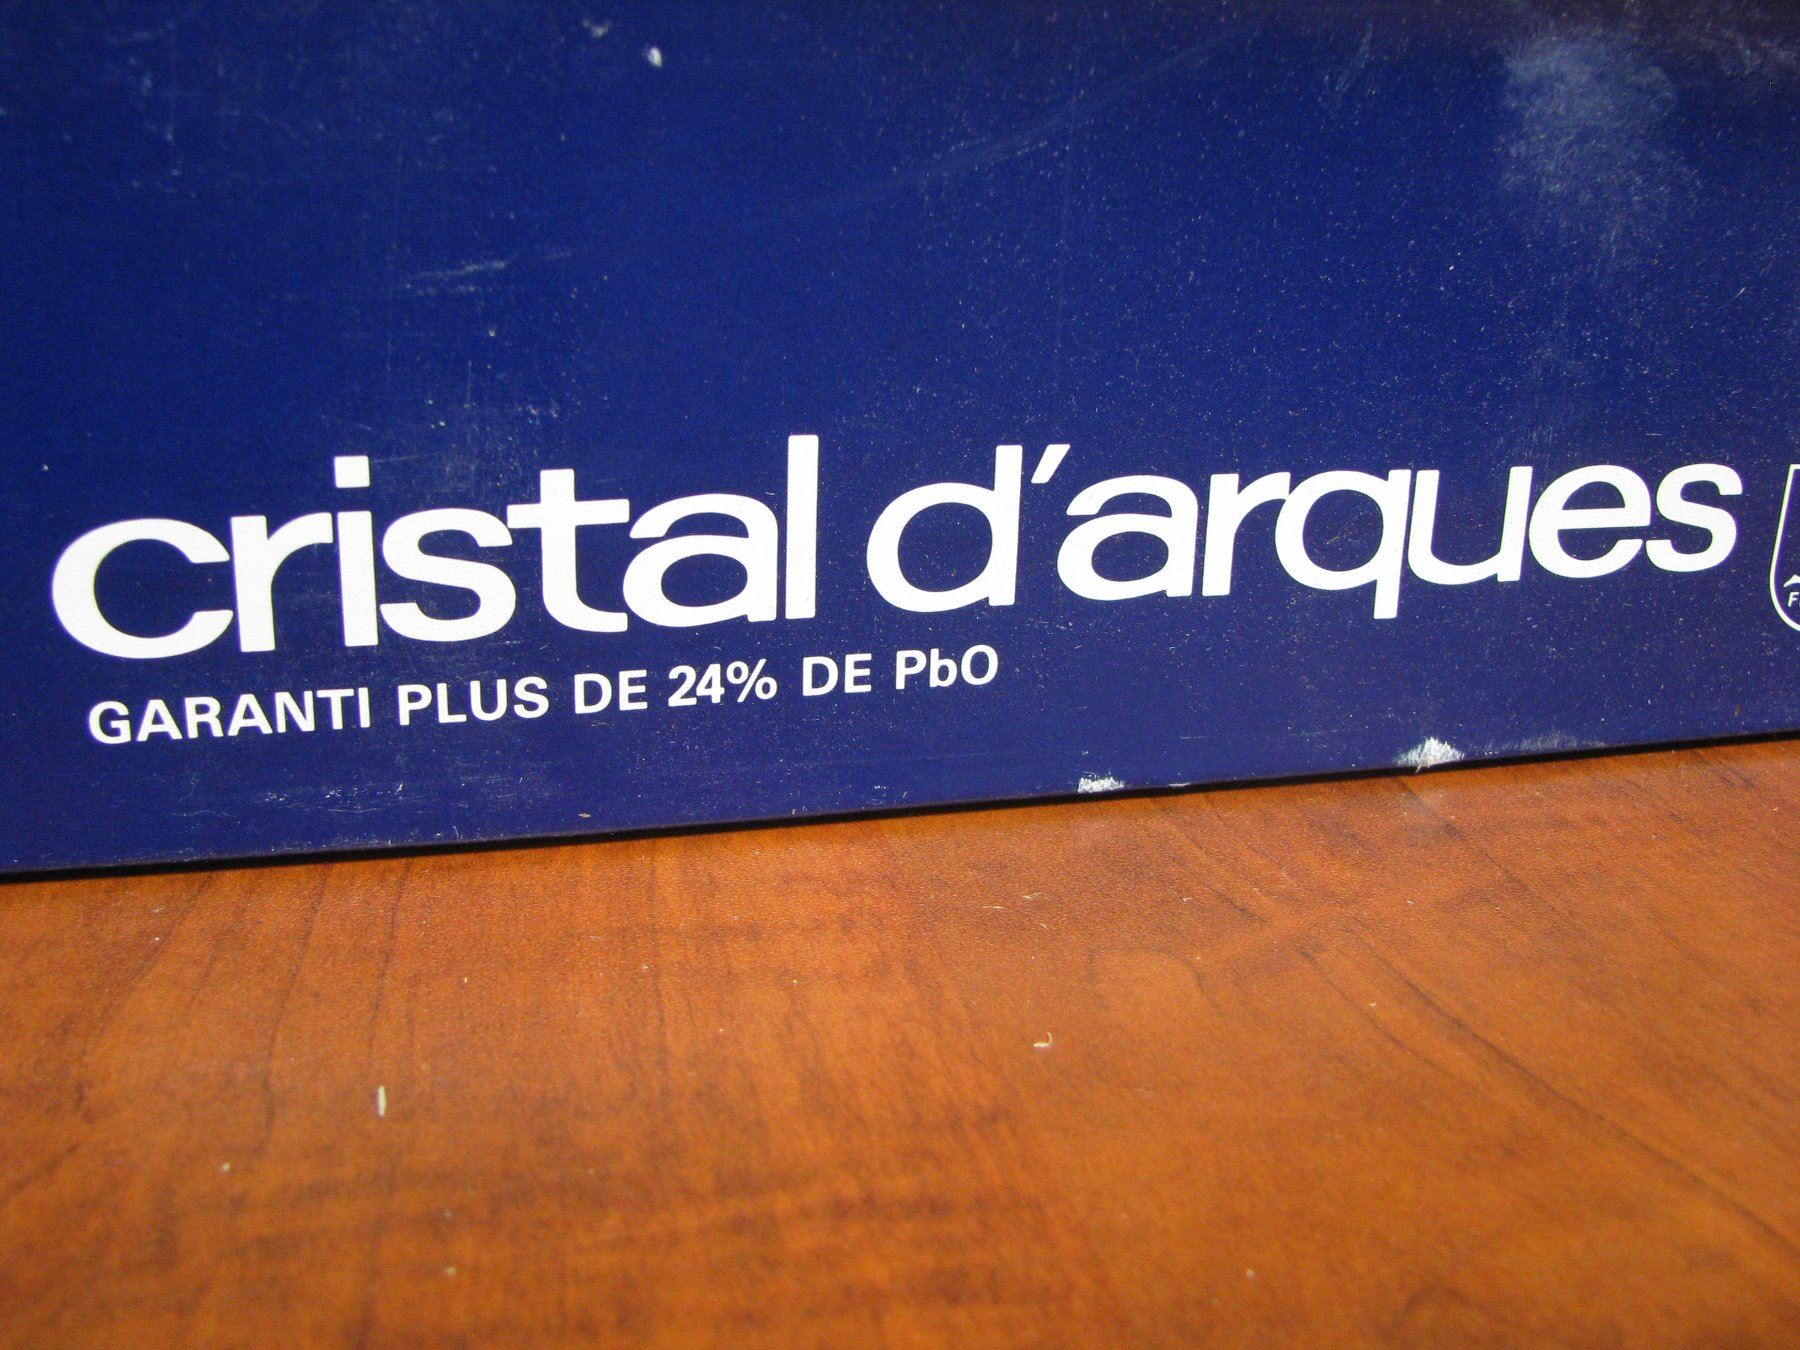 cristal d'arques
GARANTI PLUS DE 24% DE PbO